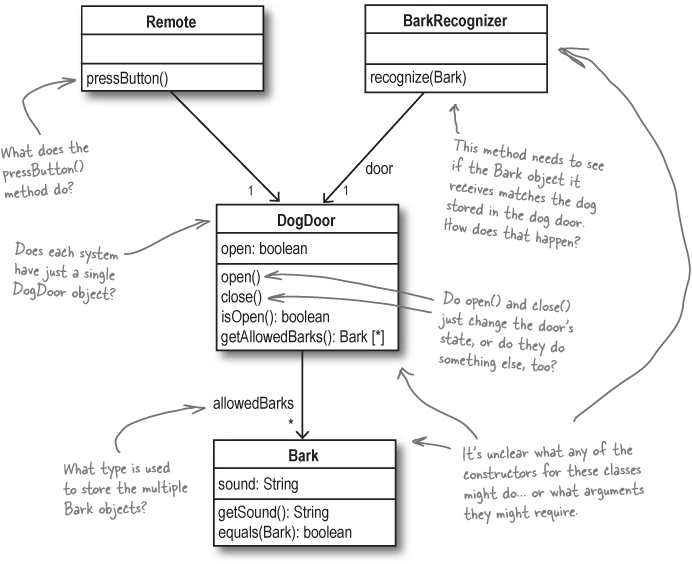 Remote
pressButton()
BarkRecognizer
recognize(Bark)
What does the
pressButton()
method do?
door
1
1
This method needs to see
if the Bark object it
receives matches the dog
stored in the dog door.
How does that happen?
DogDoor
open: boolean
open()
close()
isOpen(): boolean
getAllowedBarks(): Bark [*]
Does each system
have just a single
DogDoor object?
Do open() and close()
just change the door's
state, or do they do
something else, too?
allowedBarks
*
Bark
sound: String
getSound(): String
equals(Bark): boolean
What type is used
to store the multiple
Bark objects?
It's unclear what any of the
constructors for these classes
might do... or what arguments
they might require.